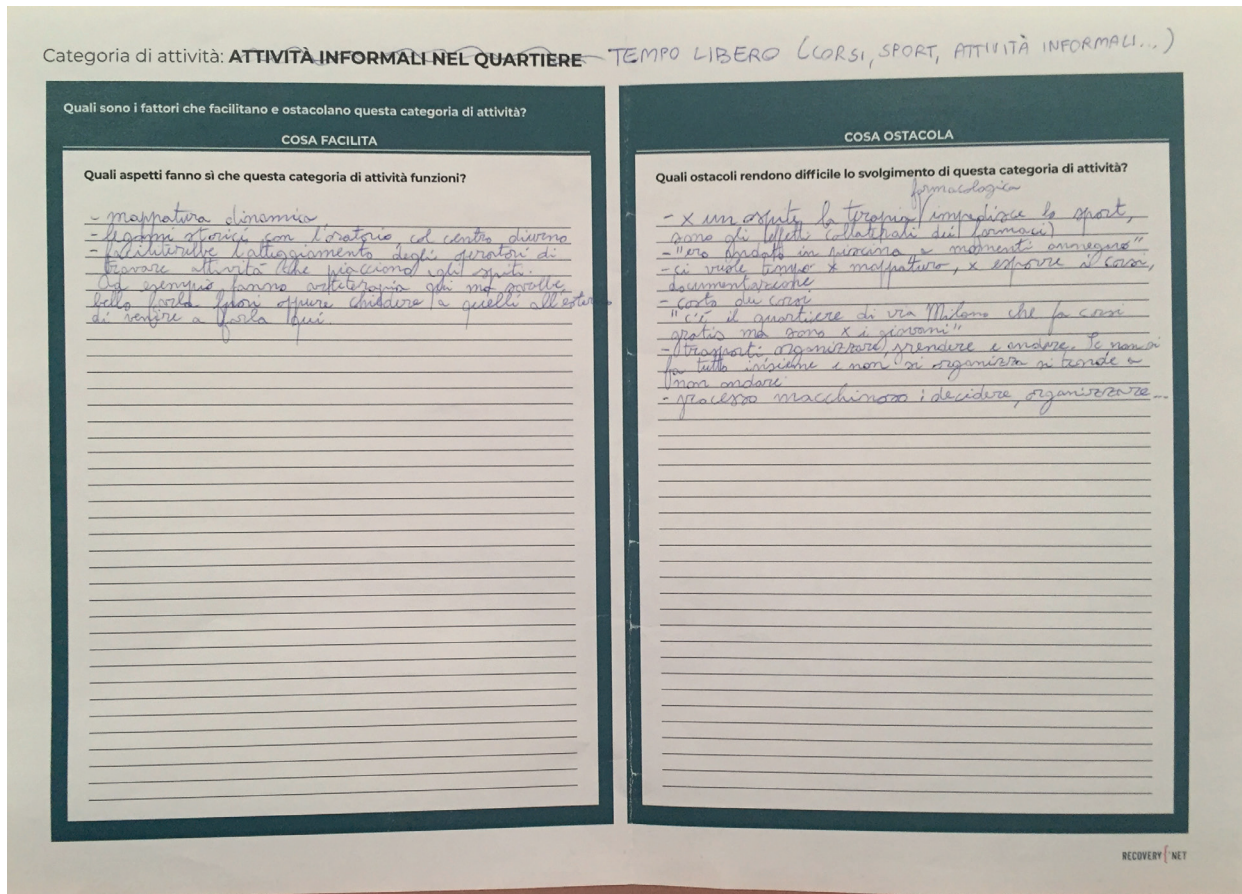 Categoria di attività: ATTIVITÀ INFORMALI NEL QUARTIERE TEMPO LIBERO (CORSI, SPORT, ATTIVITÀ INFORMALI...)
Quali sono i fattori che facilitano e ostacolano questa categoria di attività?
COSA FACILITA
Quali aspetti fanno sì che questa categoria di attività funzioni?
- mappatura dinamica
- legami storici con l'oratorio col centro diurno
- faciliterebbe l'atteggiamento degli operatori di
trovare attività che piacciono agli ospiti.
Ad esempio fanno arteterapia qui ma sarebbe
bello farla fuori oppure chiedere a quelli all'esterno
di venire a farla qui.
COSA OSTACOLA
Quali ostacoli rendono difficile lo svolgimento di questa categoria di attività?
farmacologica
- x un ospite la terapia impedisce lo sport,
sono gli effetti collaterali dei farmaci)
- "ero andato in piscina e momenti annegavo"
- ci vuole tempo x mappatura, x esporre i corsi,
documentazione
- costo dei corsi
"c'è il quartiere di via Milano che fa corsi
gratis ma sono x i giovani"
- trasporti: organizzare, prendere e andare. Se non si
fa tutto insieme e non si organizza si tende a
non andare
- processo macchinoso: decidere, organizzare...
RECOVERY NET